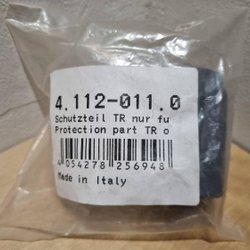 4.112-011.0
Schutzteil TR nur fu
Protection part TR o
4 054278 256948
Made in Italy